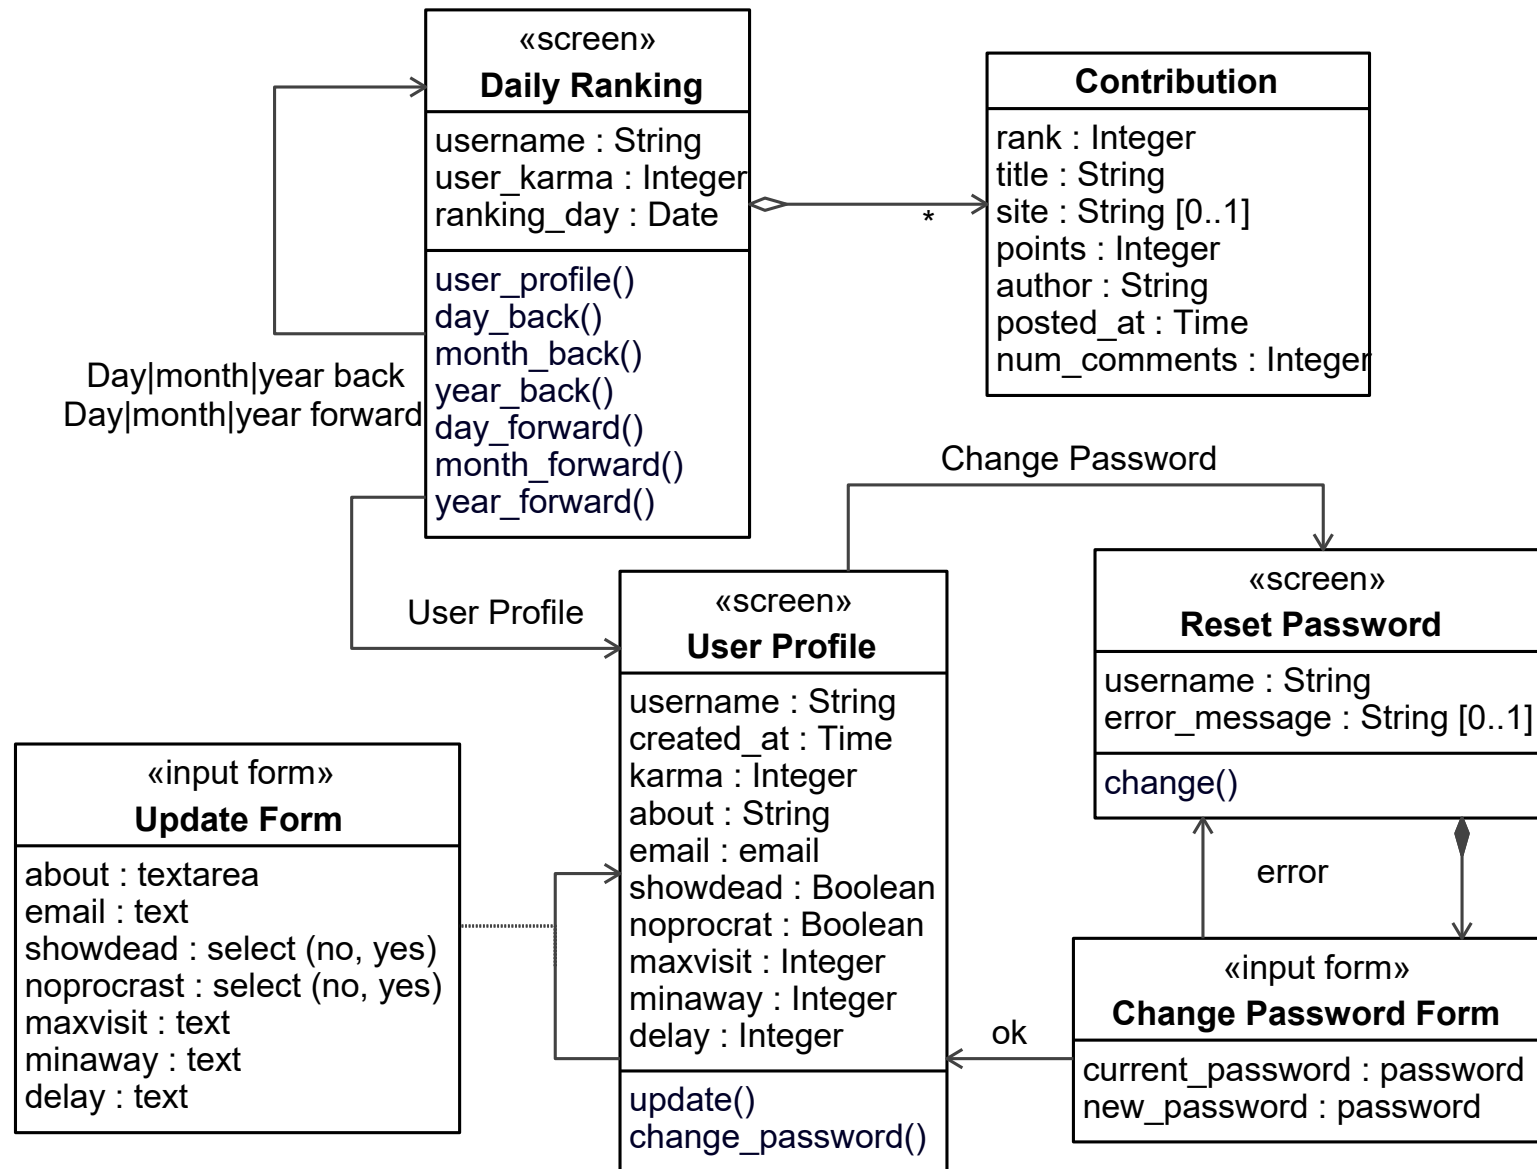 «screen»
Daily Ranking
username : String
user_karma : Integer
ranking_day : Date
user_profile()
day_back()
month_back()
year_back()
day_forward()
month_forward()
year_forward()
Day|month|year back
Day|month|year forward
*
Contribution
rank : Integer
title : String
site : String [0..1]
points : Integer
author : String
posted_at : Time
num_comments : Integer
Change Password
User Profile
«screen»
User Profile
username : String
created_at : Time
karma : Integer
about : String
email : email
showdead : Boolean
noprocrat : Boolean
maxvisit : Integer
minaway : Integer
delay : Integer
update()
change_password()
«screen»
Reset Password
username : String
error_message : String [0..1]
change()
error
«input form»
Update Form
about : textarea
email : text
showdead : select (no, yes)
noprocrast : select (no, yes)
maxvisit : text
minaway : text
delay : text
ok
«input form»
Change Password Form
current_password : password
new_password : password